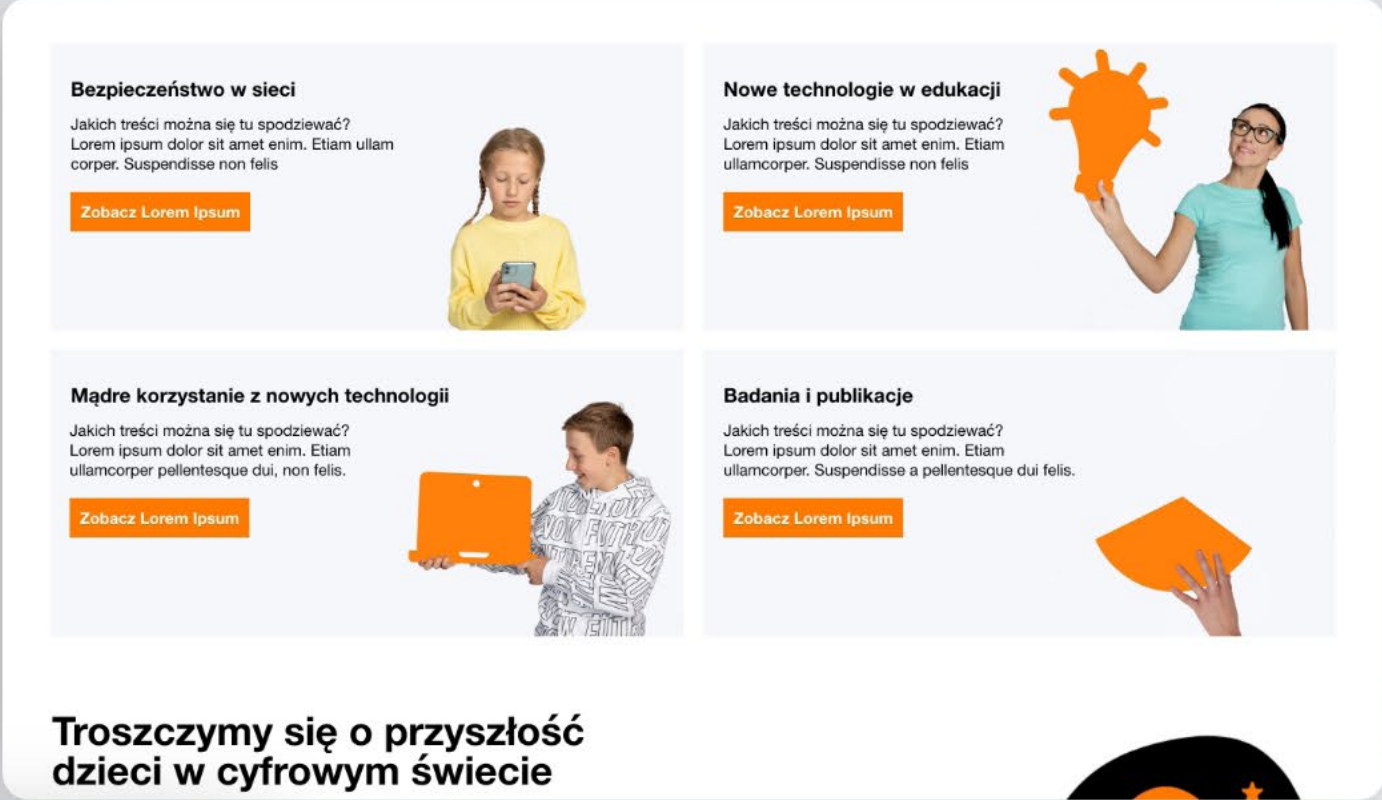 Bezpieczeństwo w sieci
Jakich treści można się tu spodziewać?
Lorem ipsum dolor sit amet enim. Etiam ullam
corper. Suspendisse non felis
Zobacz Lorem Ipsum
Nowe technologie w edukacji
Jakich treści można się tu spodziewać?
Lorem ipsum dolor sit amet enim. Etiam
ullamcorper. Suspendisse non felis
Zobacz Lorem Ipsum
Mądre korzystanie z nowych technologii
Jakich treści można się tu spodziewać?
Lorem ipsum dolor sit amet enim. Etiam
ullamcorper pellentesque dui, non felis.
Zobacz Lorem Ipsum
Badania i publikacje
Jakich treści można się tu spodziewać?
Lorem ipsum dolor sit amet enim. Etiam
ullamcorper. Suspendisse a pellentesque dui felis.
Zobacz Lorem Ipsum
Troszczymy się o przyszłość
dzieci w cyfrowym świecie